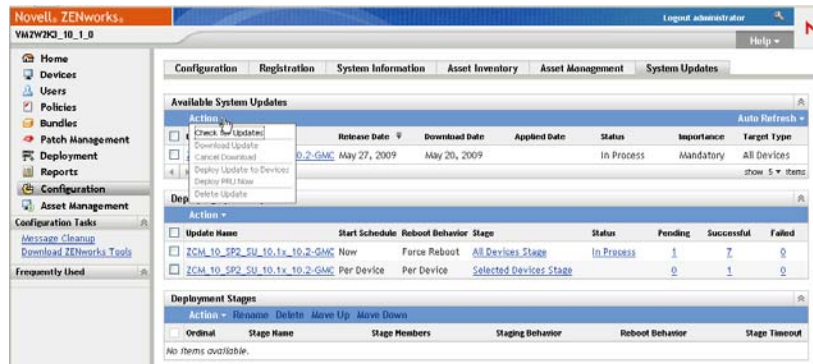 Novell® ZENworks®
Logout administrator
VM2W2K3_10_1_0
Help
Home
Devices
Users
Policies
Bundles
Patch Management
Deployment
Reports
Configuration
Asset Management
Configuration Tasks
Message Cleanup
Download ZENworks Tools
Frequently Used
Configuration Registration System Information Asset Inventory Asset Management System Updates
Available System Updates
Action Auto Refresh
Check for Updates
Download Update
Cancel Download
Deploy Update to Devices
Deploy PRU Now
Delete Update
Release Date Download Date Applied Date Status Importance Target Type
10.2-GMC May 27, 2009 May 20, 2009 In Process Mandatory All Devices
show 5 items
Dep
Action
Update Name Start Schedule Reboot Behavior Stage Status Pending Successful Failed
ZCM_10_SP2_SU_10.1x_10.2-GMC Now Force Reboot All Devices Stage In Process 1 7 0
ZCM_10_SP2_SU_10.1x_10.2-GMC Per Device Per Device Selected Devices Stage 0 1 0
Deployment Stages
Action Rename Delete Move Up Move Down
Ordinal Stage Name Stage Members Staging Behavior Reboot Behavior Stage Timeout
No items available.